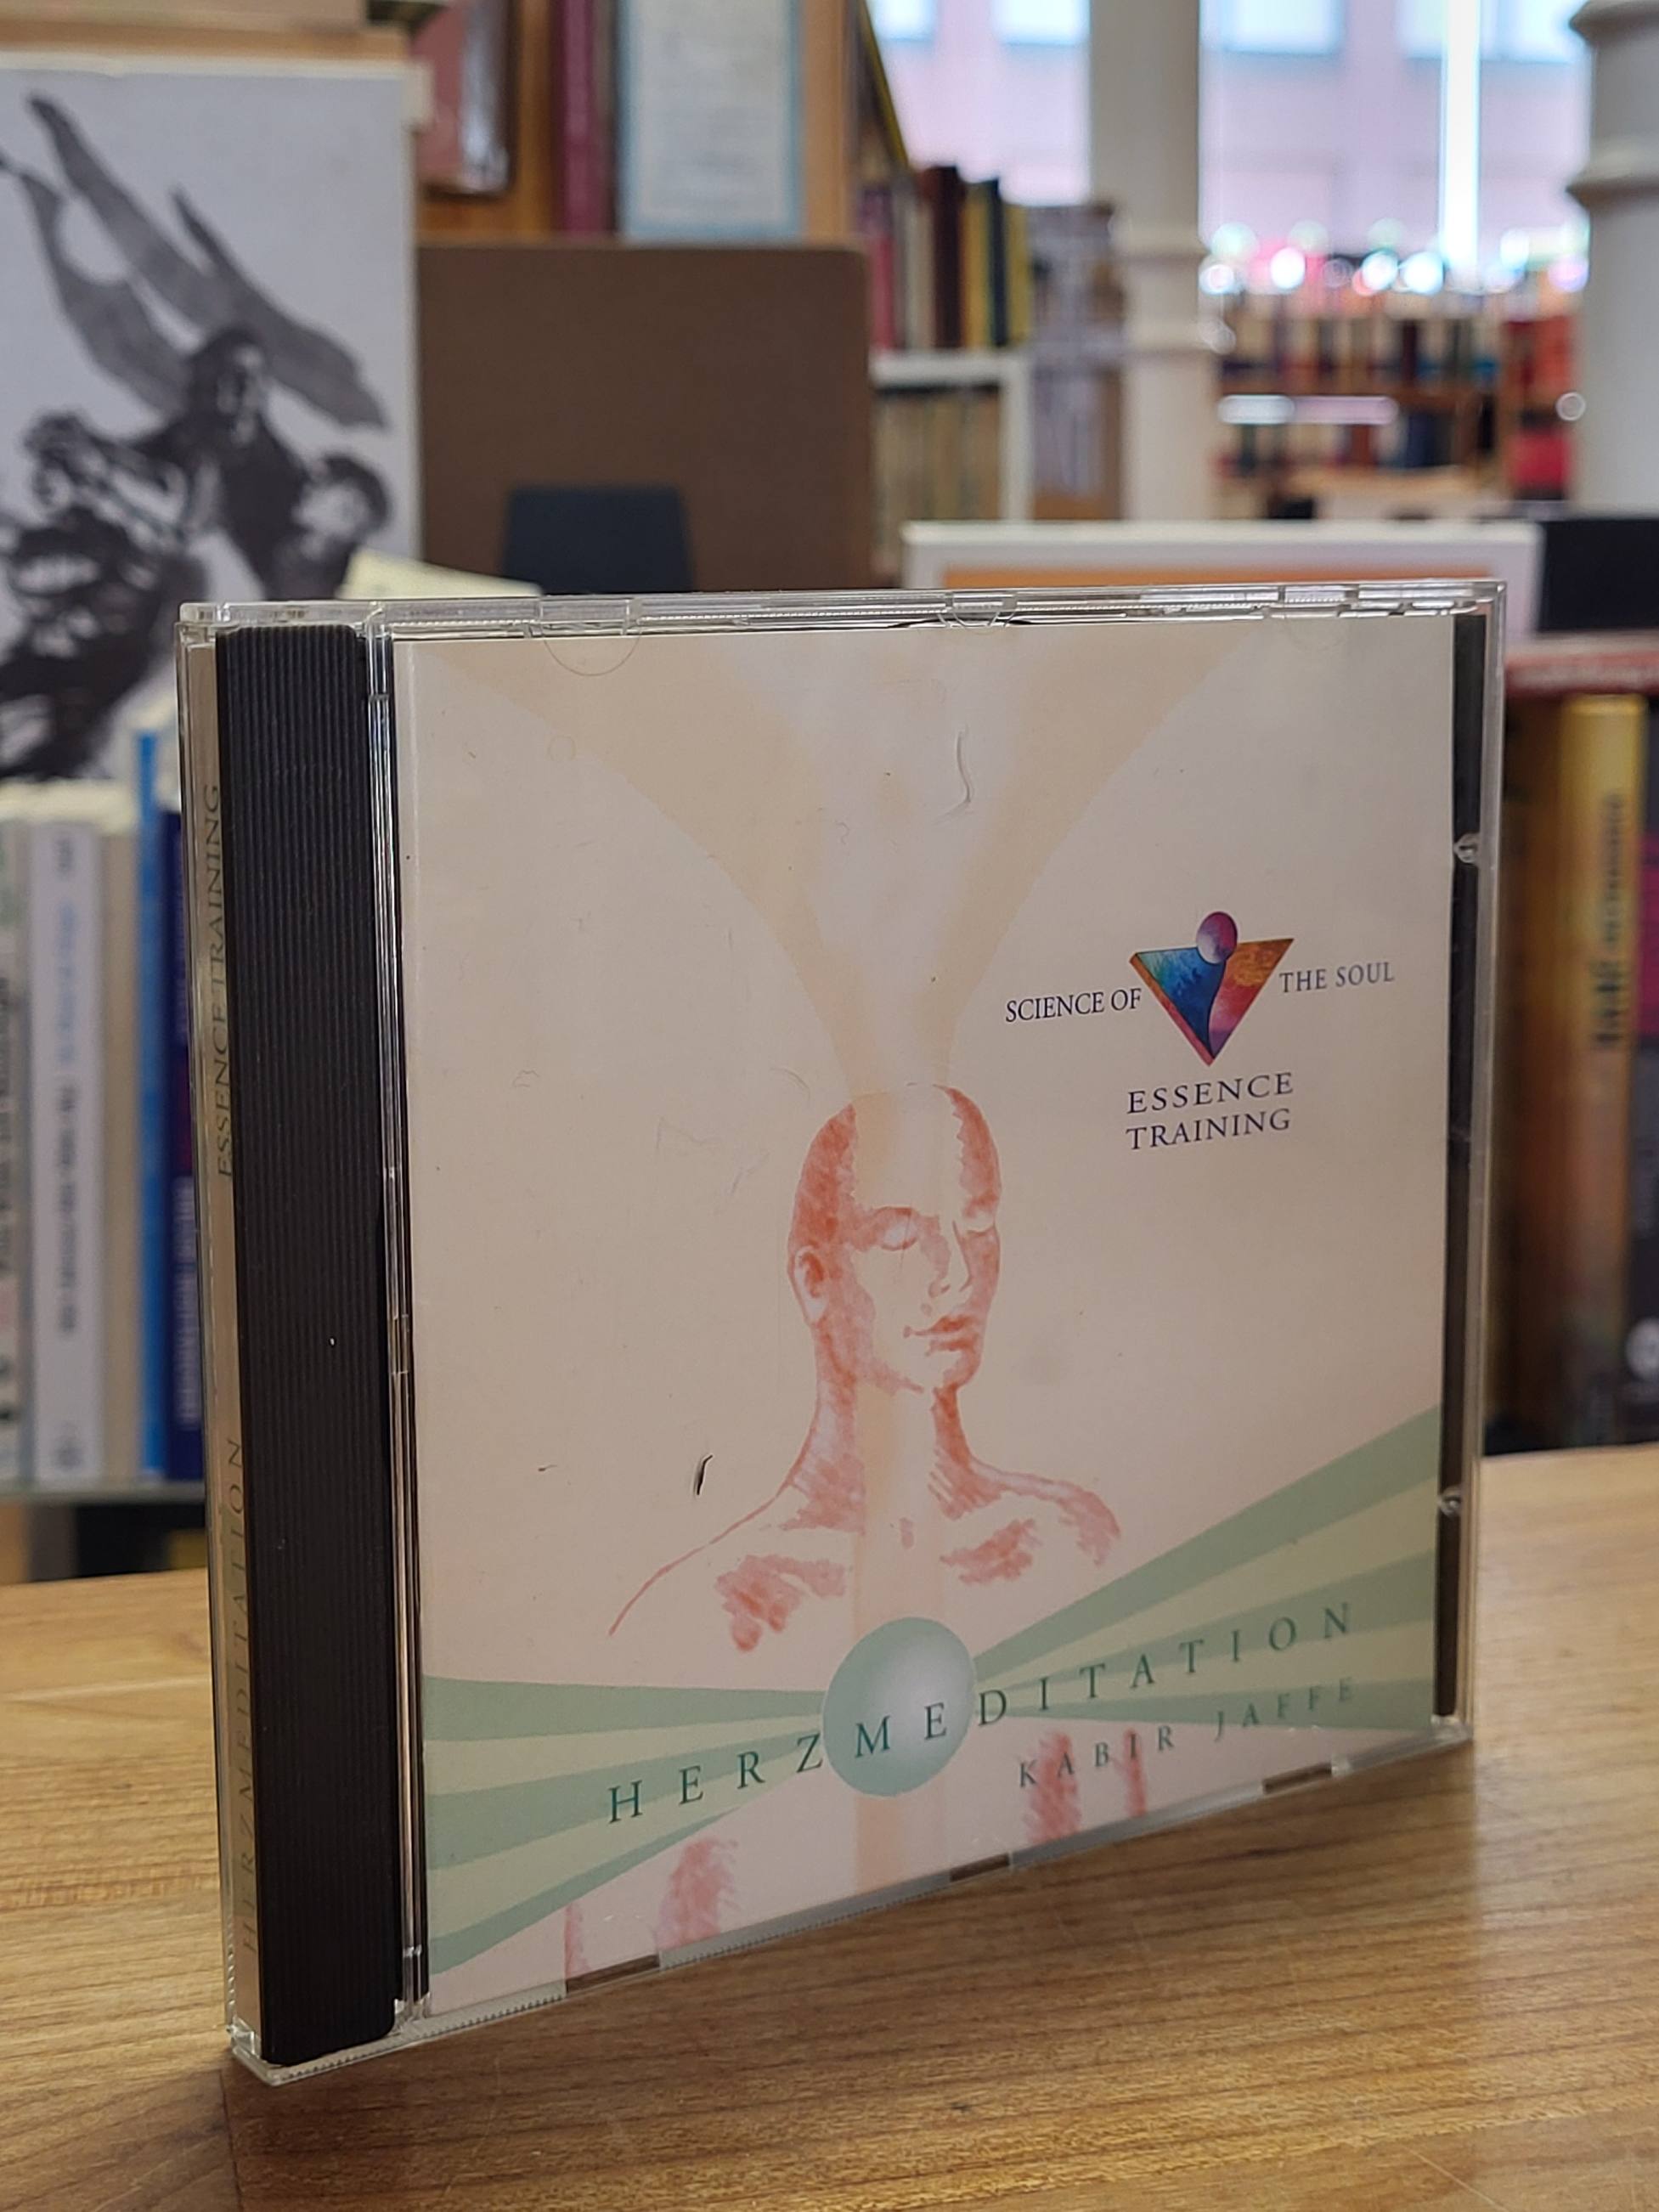 SCIENCE OF THE SOUL
ESSENCE
TRAINING
HERZMEDITATION
KABIR JAFFE
HERZMEDITATION ESSENCE TRAINING